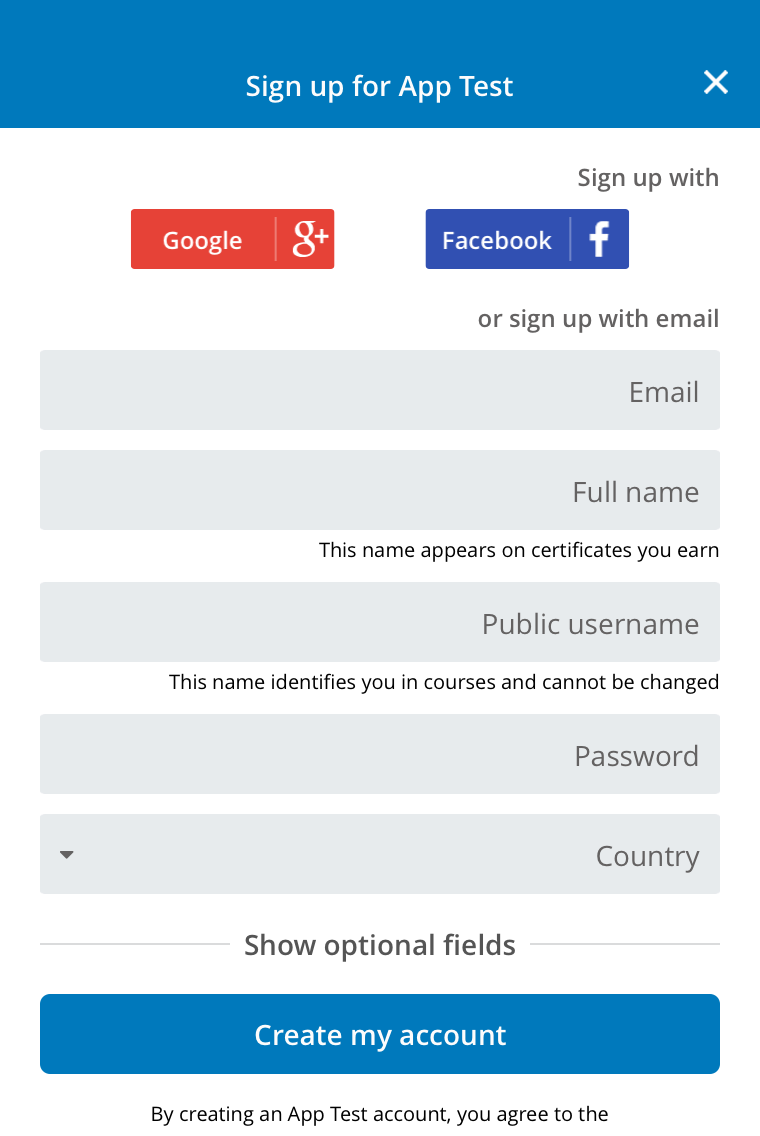 Sign up for App Test
Sign up with
Google g+
Facebook f
or sign up with email
Email
Full name
This name appears on certificates you earn
Public username
This name identifies you in courses and cannot be changed
Password
Country
Show optional fields
Create my account
By creating an App Test account, you agree to the